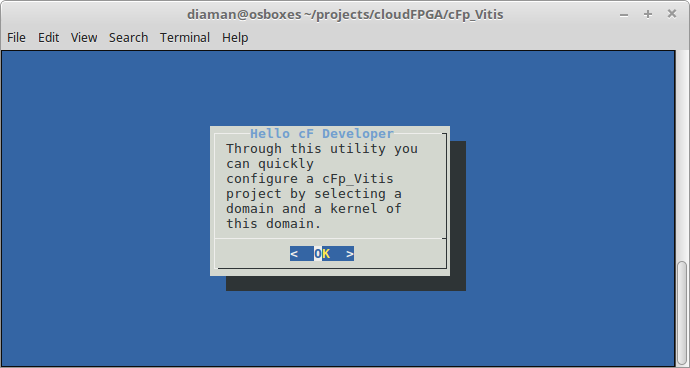 diaman@osboxes ~/projects/cloudFPGA/cFp_Vitis
File Edit View Search Terminal Help
Hello cF Developer
Through this utility you
can quickly
configure a cFp_Vitis
project by selecting a
domain and a kernel of
this domain.
< OK >